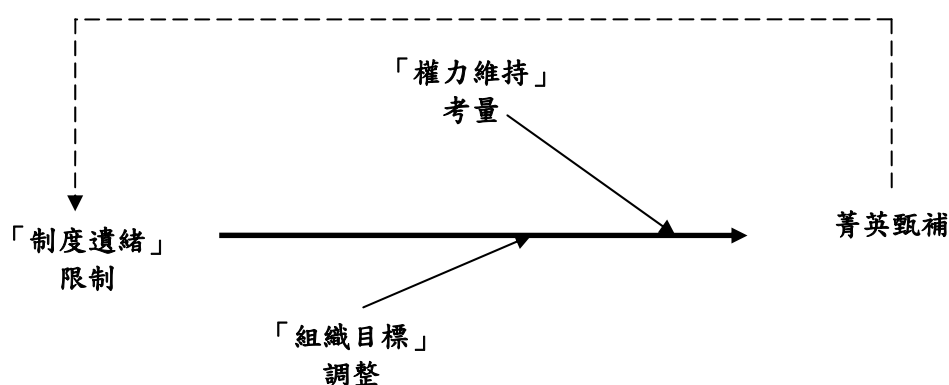 「權力維持」
考量
「制度遺緒」
限制
菁英甄補
「組織目標」
調整